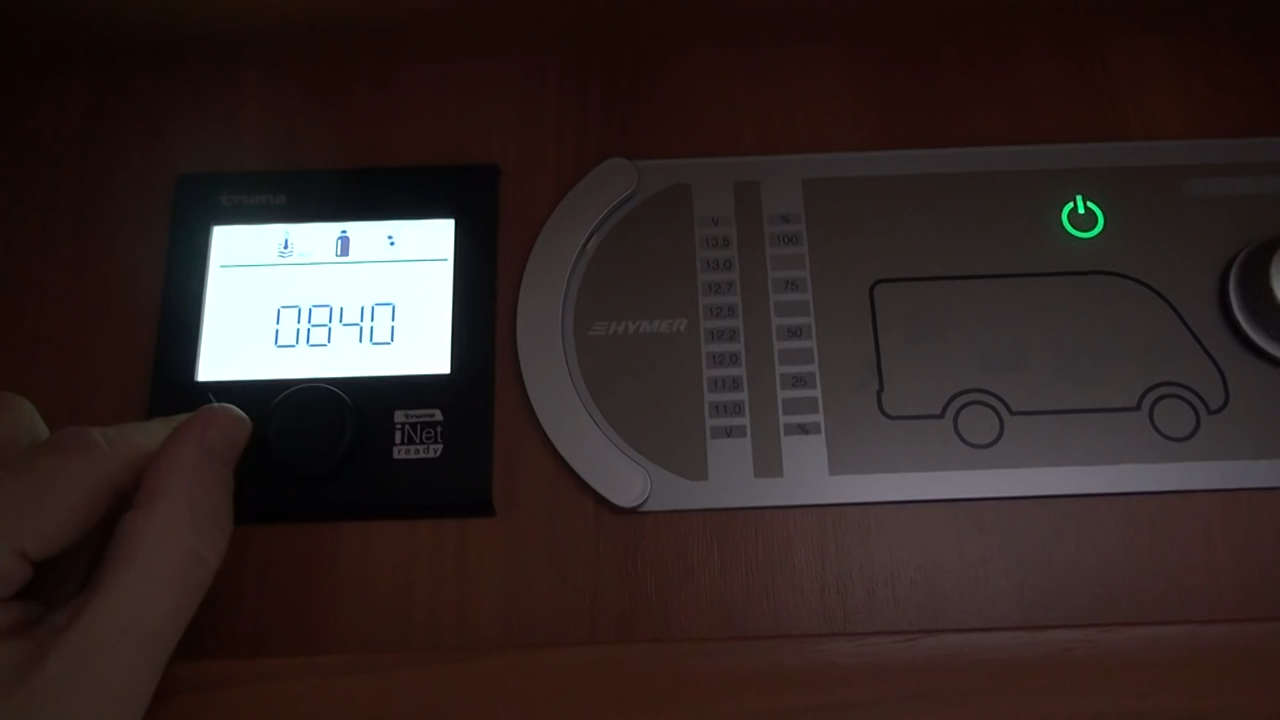 truma
0840
truma
iNet
ready
HYMER
V
13,5
13,0
12,7
12,5
12,2
12,0
11,5
11,0
V
%
100
75
50
25
%